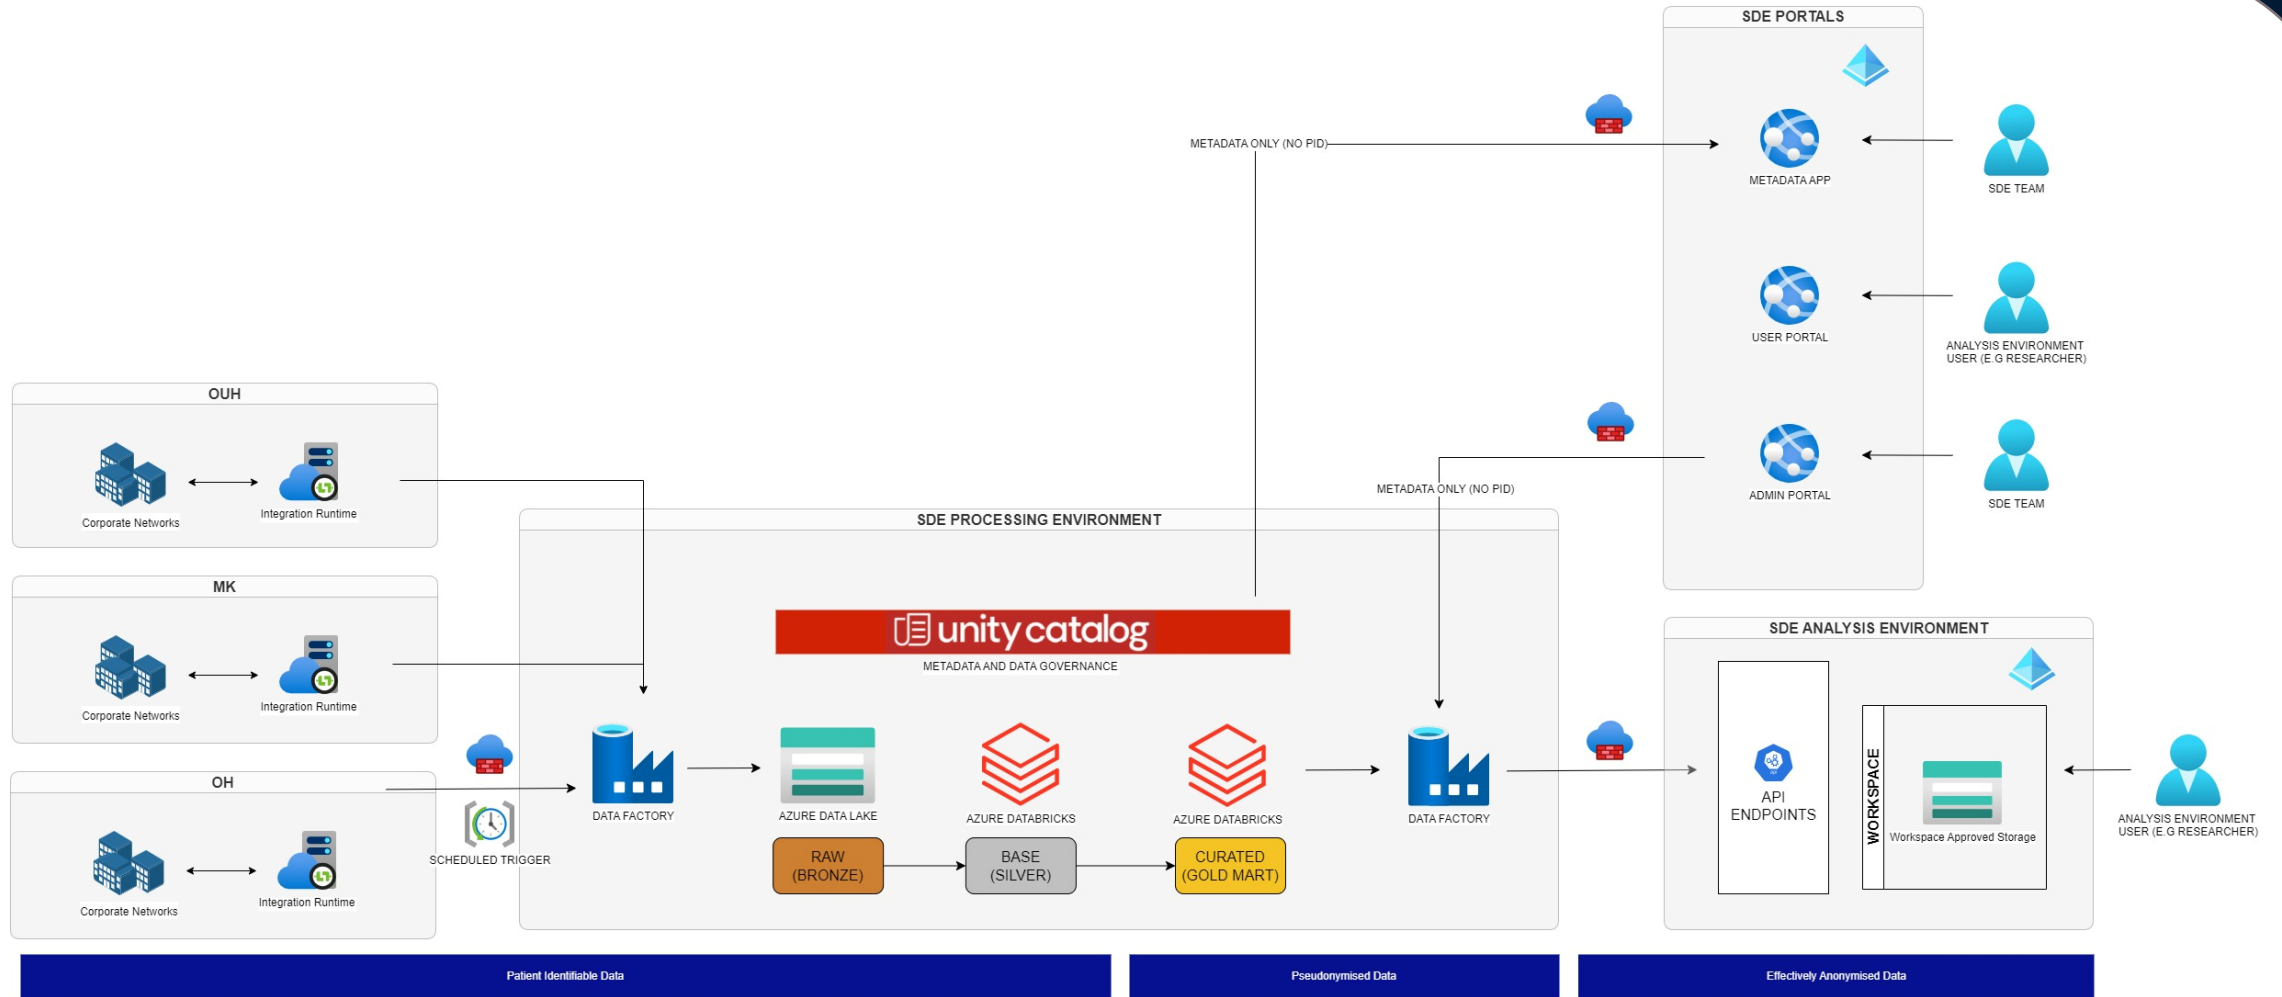 SDE PORTALS
METADATA ONLY (NO PID)
METADATA APP
SDE TEAM
USER PORTAL
ANALYSIS ENVIRONMENT
USER (E.G RESEARCHER)
ADMIN PORTAL
SDE TEAM
METADATA ONLY (NO PID)
OUH
Corporate Networks
Integration Runtime
MK
Corporate Networks
Integration Runtime
OH
Corporate Networks
Integration Runtime
SCHEDULED TRIGGER
SDE PROCESSING ENVIRONMENT
unity catalog
METADATA AND DATA GOVERNANCE
DATA FACTORY
AZURE DATA LAKE
AZURE DATABRICKS
AZURE DATABRICKS
DATA FACTORY
RAW
(BRONZE)
BASE
(SILVER)
CURATED
(GOLD MART)
SDE ANALYSIS ENVIRONMENT
api
API
ENDPOINTS
WORKSPACE
Workspace Approved Storage
ANALYSIS ENVIRONMENT
USER (E.G RESEARCHER)
Patient Identifiable Data
Pseudonymised Data
Effectively Anonymised Data